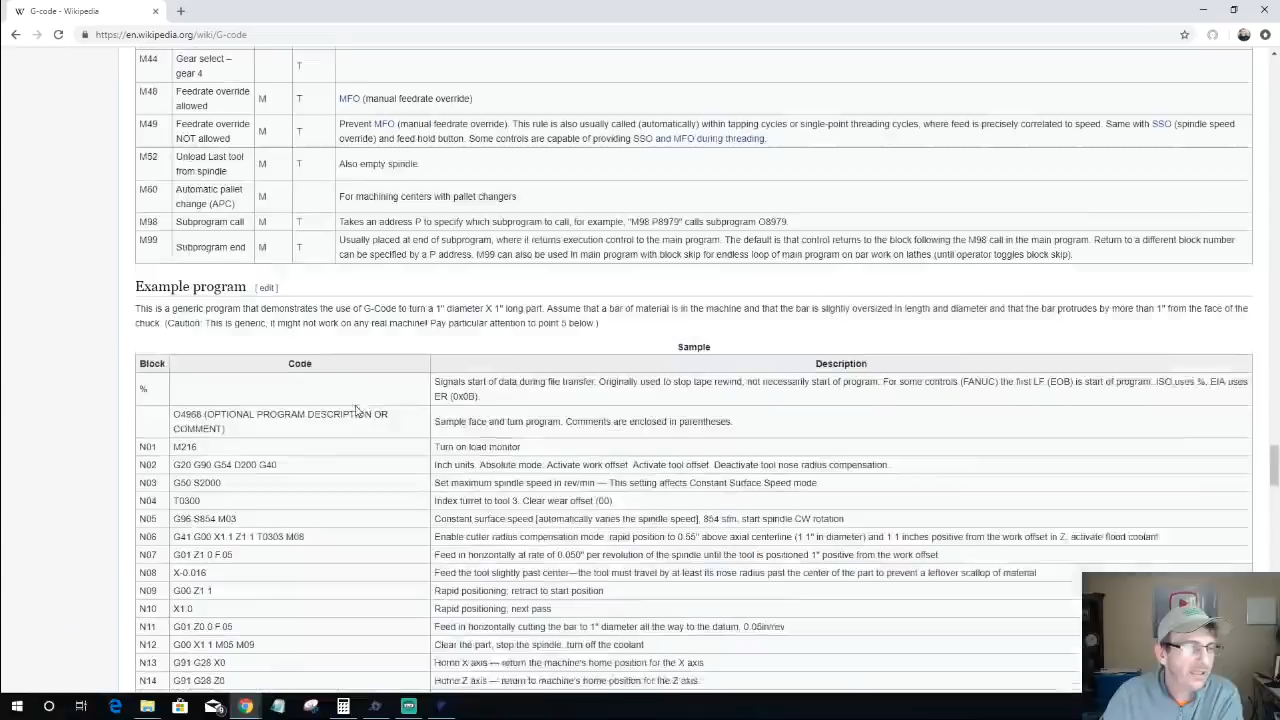 G-code - Wikipedia
https://en.wikipedia.org/wiki/G-code
M44 Gear select – T
gear 4
M48 Feedrate override M T MFO (manual feedrate override)
allowed
M49 Feedrate override M T Prevent MFO (manual feedrate override). This rule is also usually called (automatically) within tapping cycles or single-point threading cycles, where feed is precisely correlated to speed. Same with SSO (spindle speed
NOT allowed override) and feed hold button. Some controls are capable of providing SSO and MFO during threading.
M52 Unload Last tool M T Also empty spindle.
from spindle
M60 Automatic pallet M For machining centers with pallet changers
change (APC)
M98 Subprogram call M T Takes an address P to specify which subprogram to call, for example, "M98 P8979" calls subprogram O8979.
M99 Subprogram end M T Usually placed at end of subprogram, where it returns execution control to the main program. The default is that control returns to the block following the M98 call in the main program. Return to a different block number
can be specified by a P address. M99 can also be used in main program with block skip for endless loop of main program on bar work on lathes (until operator toggles block skip).
Example program [ edit ]
This is a generic program that demonstrates the use of G-Code to turn a 1" diameter X 1" long part. Assume that a bar of material is in the machine and that the bar is slightly oversized in length and diameter and that the bar protrudes by more than 1" from the face of the
chuck. (Caution: This is generic, it might not work on any real machine! Pay particular attention to point 5 below.)
Sample
Block Code Description
% Signals start of data during file transfer. Originally used to stop tape rewind, not necessarily start of program. For some controls (FANUC) the first LF (EOB) is start of program. ISO uses %, EIA uses
ER (0x0B).
O4968 (OPTIONAL PROGRAM DESCRIPTION OR Sample face and turn program. Comments are enclosed in parentheses.
COMMENT)
N01 M216 Turn on load monitor
N02 G20 G90 G54 D200 G40 Inch units. Absolute mode. Activate work offset. Activate tool offset. Deactivate tool nose radius compensation.
N03 G50 S2000 Set maximum spindle speed in rev/min — This setting affects Constant Surface Speed mode
N04 T0300 Index turret to tool 3. Clear wear offset (00).
N05 G96 S854 M03 Constant surface speed [automatically varies the spindle speed], 854 sfm, start spindle CW rotation
N06 G41 G00 X1.1 Z1.1 T0303 M08 Enable cutter radius compensation mode, rapid position to 0.55" above axial centerline (1.1" in diameter) and 1.1 inches positive from the work offset in Z, activate flood coolant
N07 G01 Z1.0 F.05 Feed in horizontally at rate of 0.050" per revolution of the spindle until the tool is positioned 1" positive from the work offset
N08 X-0.016 Feed the tool slightly past center—the tool must travel by at least its nose radius past the center of the part to prevent a leftover scallop of material.
N09 G00 Z1.1 Rapid positioning; retract to start position
N10 X1.0 Rapid positioning; next pass
N11 G01 Z0.0 F.05 Feed in horizontally cutting the bar to 1" diameter all the way to the datum, 0.05in/rev
N12 G00 X1.1 M05 M09 Clear the part, stop the spindle, turn off the coolant
N13 G91 G28 X0 Home X axis — return the machine's home position for the X axis
N14 G91 G28 Z0 Home Z axis — return to machine's home position for the Z axis